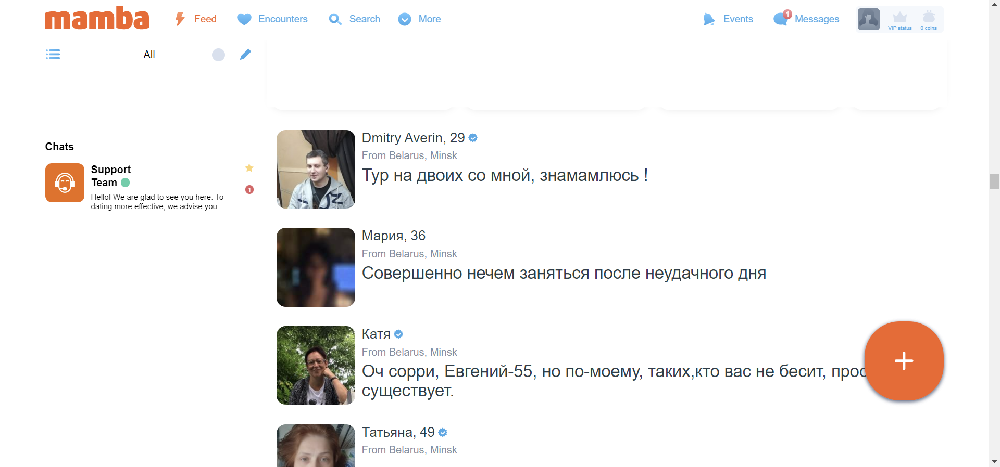 mamba
Feed
Encounters
Search
More
Events
1
Messages
VIP status
0 coins
All
Chats
Support
Team
1
Hello! We are glad to see you here. To
dating more effective, we advise you …
Dmitry Averin, 29
From Belarus, Minsk
Тур на двоих со мной, знамамлюсь !
Мария, 36
From Belarus, Minsk
Совершенно нечем заняться после неудачного дня
Катя
From Belarus, Minsk
Оч сорри, Евгений-55, но по-моему, таких,кто вас не бесит,
существует.
Татьяна, 49
From Belarus, Minsk